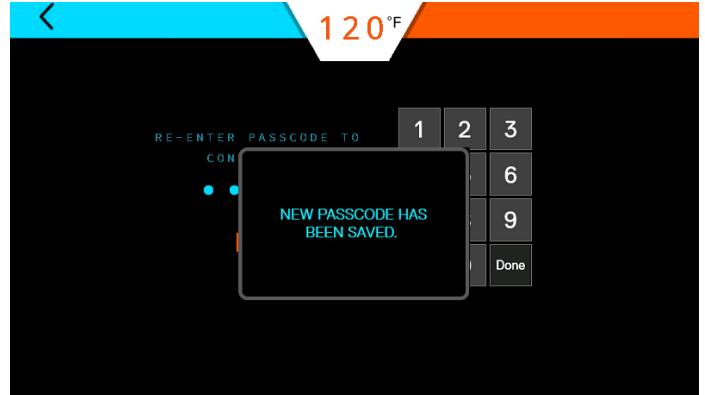 120°F
RE-ENTER PASSCODE TO
1 2 3
CON
6
NEW PASSCODE HAS
BEEN SAVED.
9
Done